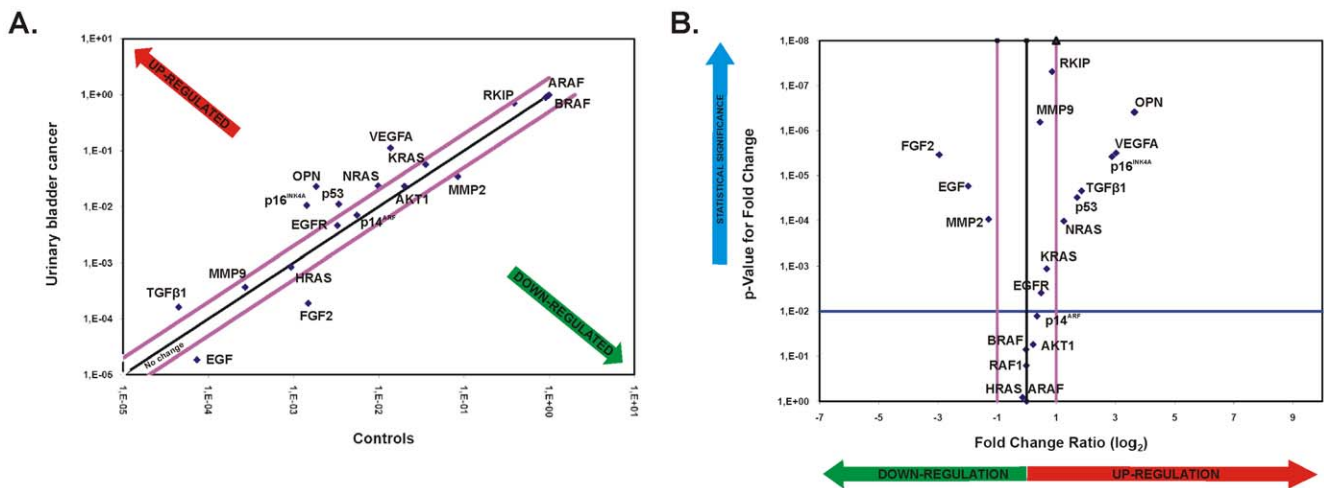 A.
1,E+01
1,E+00
1,E-01
1,E-02
1,E-03
1,E-04
1,E-05
Urinary bladder cancer
UP-REGULATED
DOWN-REGULATED
ARAF
RKIP
BRAF
VEGFA
KRAS
OPN
NRAS
MMP2
p16INK4A
p53
AKT1
EGFR
p14ARF
MMP9
HRAS
TGFβ1
FGF2
No change
EGF
1,E-05
1,E-04
1,E-03
1,E-02
1,E-01
1,E+00
1,E+01
Controls
B.
STATISTICAL SIGNIFICANCE
p-Value for Fold Change
1,E-08
1,E-07
1,E-06
1,E-05
1,E-04
1,E-03
1,E-02
1,E-01
1,E+00
RKIP
MMP9
OPN
FGF2
VEGFA
p16INK4A
EGF
TGFβ1
p53
MMP2
NRAS
KRAS
EGFR
p14ARF
BRAF
AKT1
RAF1
HRAS
ARAF
-7
-5
-3
-1
1
3
5
7
9
Fold Change Ratio (log2)
DOWN-REGULATION
UP-REGULATION